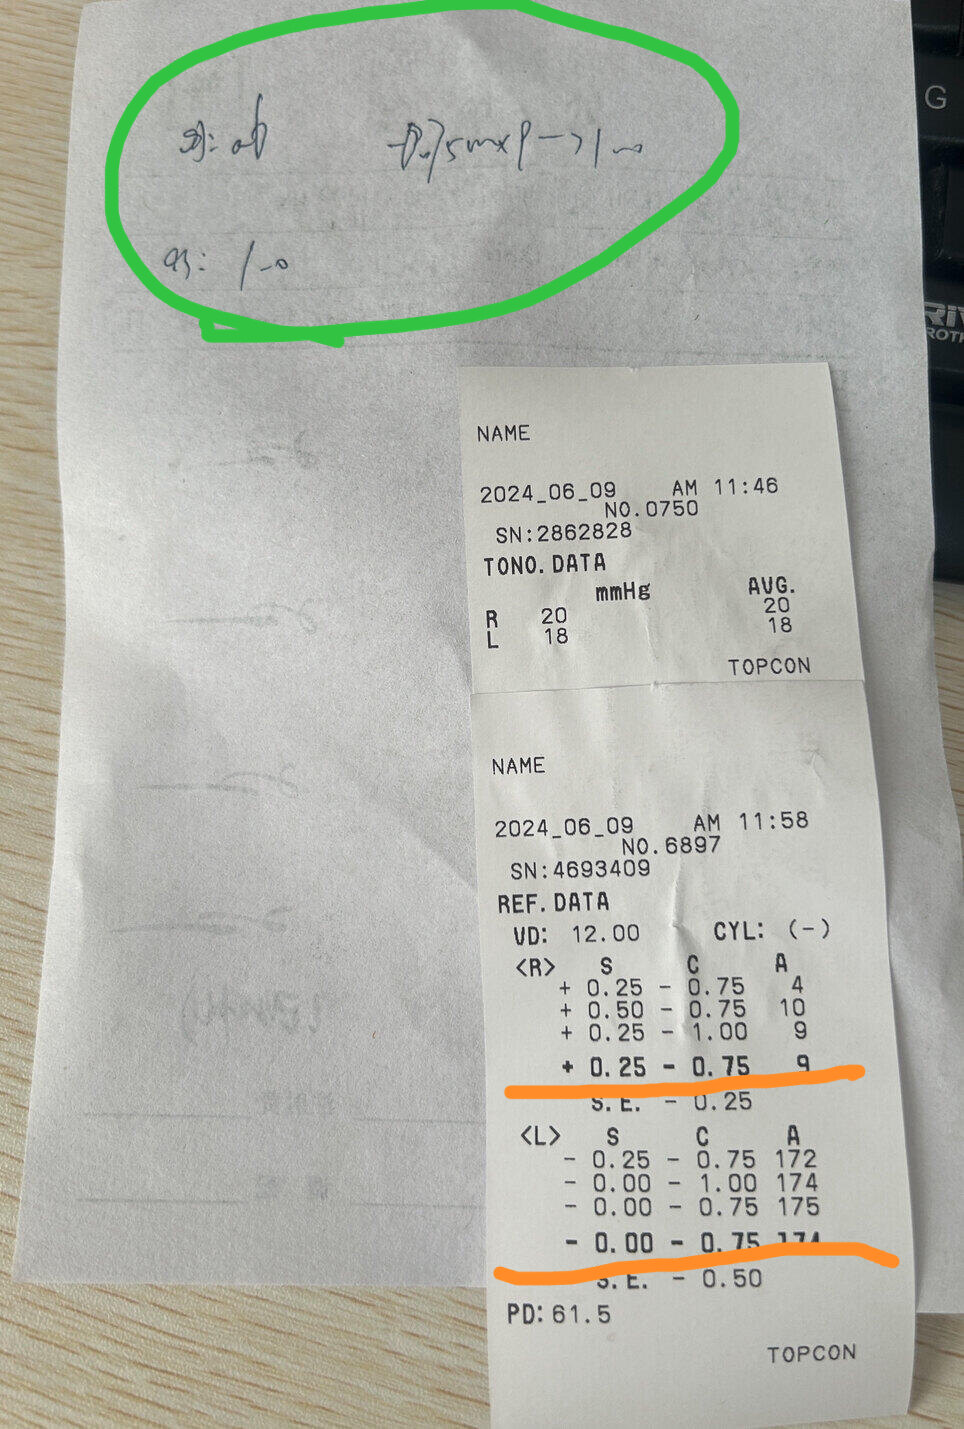 -0.75
1.0
G
NAME
2024_06_09 AM 11:46
NO.0750
SN:2862828
TONO.DATA
mmHg AVG.
R 20 20
L 18 18
TOPCON
NAME
2024_06_09 AM 11:58
NO.6897
SN:4693409
REF.DATA
VD: 12.00 CYL: (-)
<R> S C A
+ 0.25 - 0.75 4
+ 0.50 - 0.75 10
+ 0.25 - 1.00 9
+ 0.25 - 0.75 9
S.E. - 0.25
<L> S C A
- 0.25 - 0.75 172
- 0.00 - 1.00 174
- 0.00 - 0.75 175
- 0.00 - 0.75 174
S.E. - 0.50
PD:61.5
TOPCON